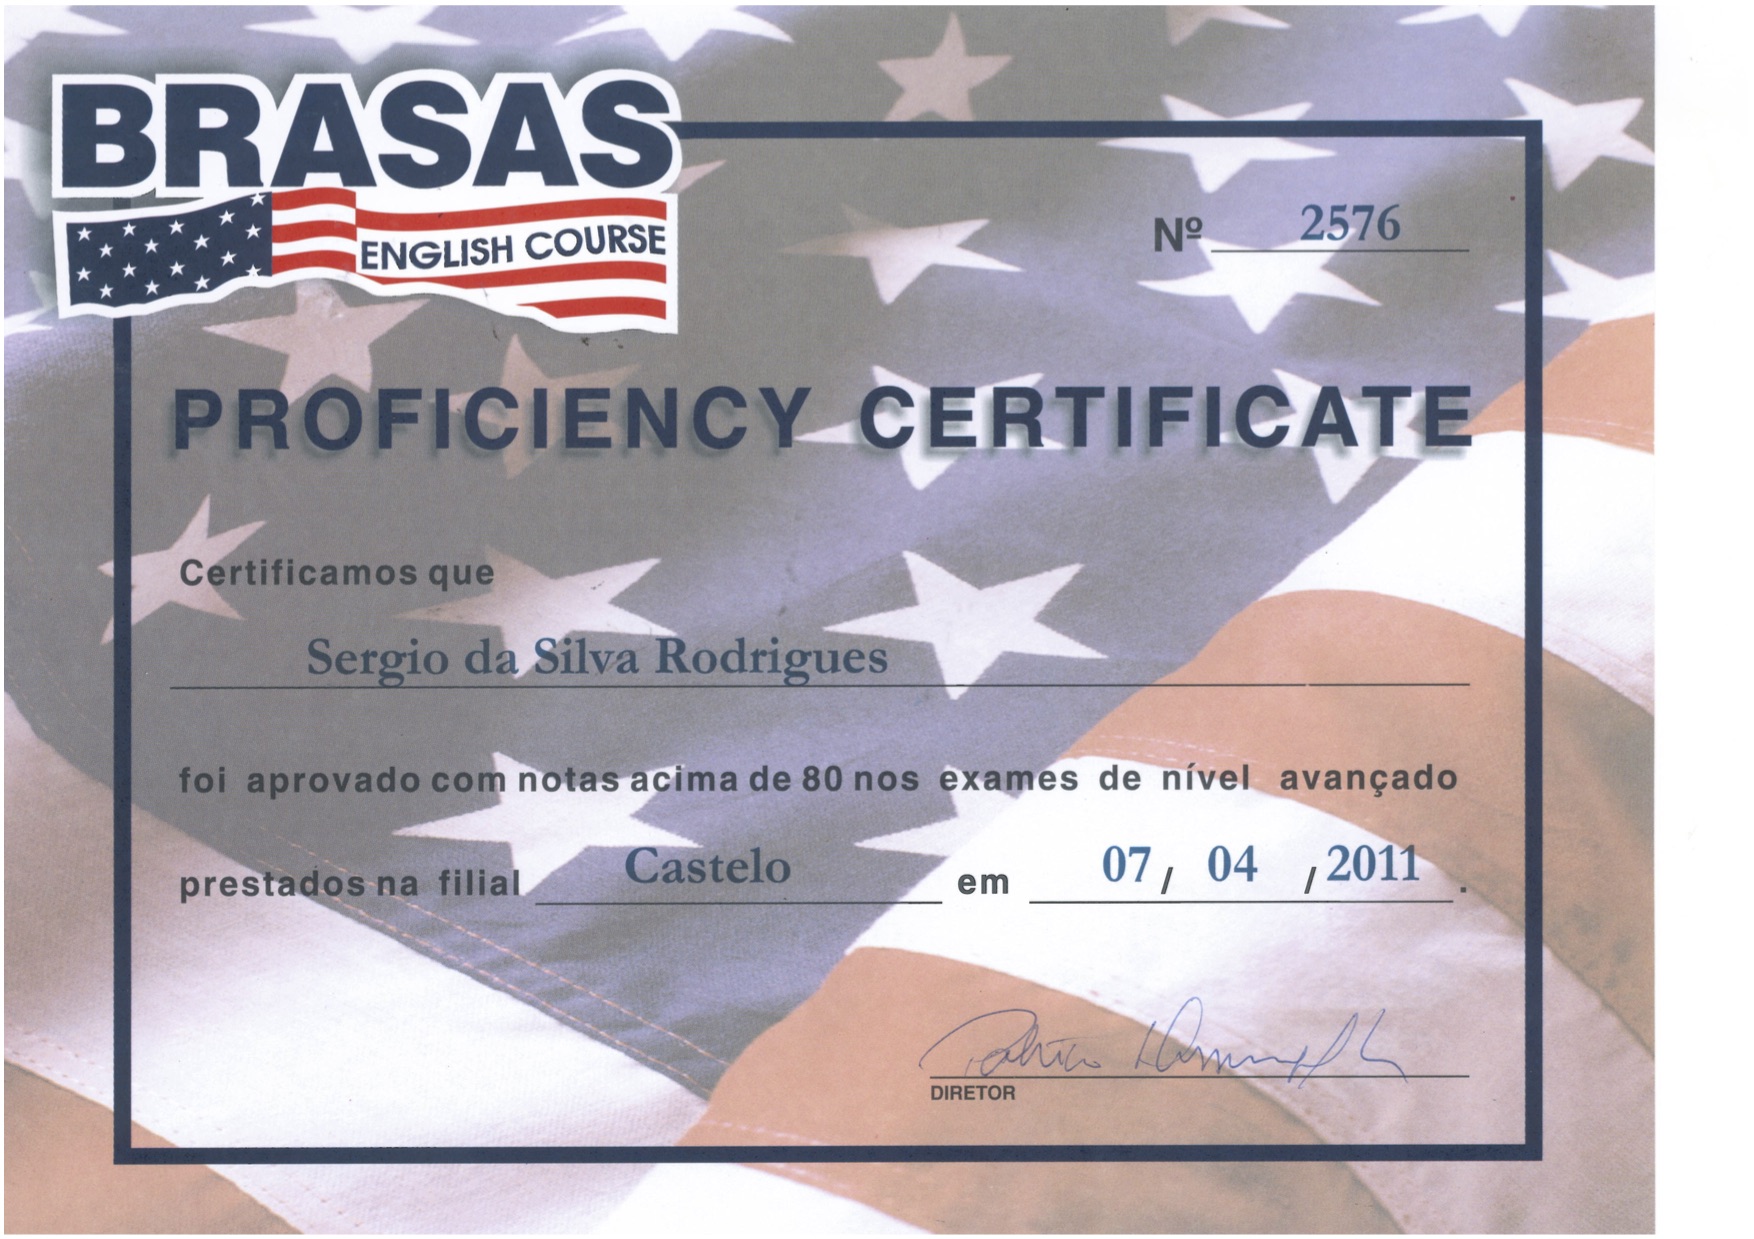 BRASAS
ENGLISH COURSE
Nº 2576
PROFICIENCY CERTIFICATE
Certificamos que
Sergio da Silva Rodrigues
foi aprovado com notas acima de 80 nos exames de nível avançado
prestados na filial Castelo em 07 / 04 / 2011 .
DIRETOR